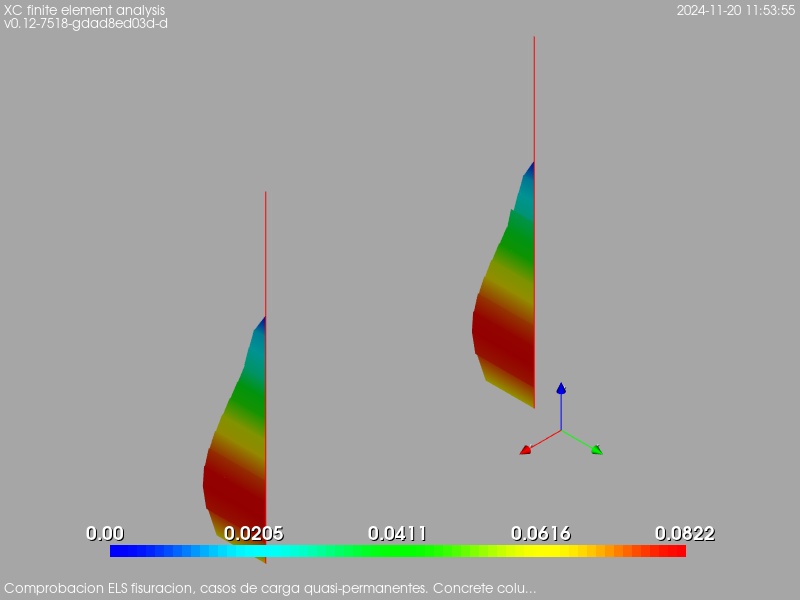 XC finite element analysis
v0.12-7518-gdad8ed03d-d
2024-11-20 11:53:55
0.00 0.0205 0.0411 0.0616 0.0822
Comprobacion ELS fisuracion, casos de carga quasi-permanentes. Concrete colu...